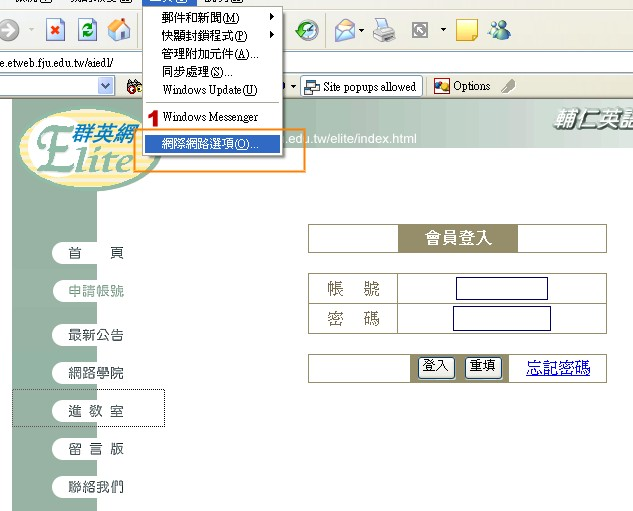 郵件和新聞(M)
快顯封鎖程式(P)
管理附加元件(A)...
同步處理(S)...
Windows Update(U)
1 Windows Messenger
網際網路選項(O)...
e.etweb.fju.edu.tw/aiedl/
Site popups allowed
Options
群英網
Elite
.edu.tw/elite/index.html
輔仁英語
會員登入
首 頁
申請帳號
最新公告
網路學院
進 教 室
留 言 版
聯絡我們
帳 號
密 碼
登入
重填
忘記密碼